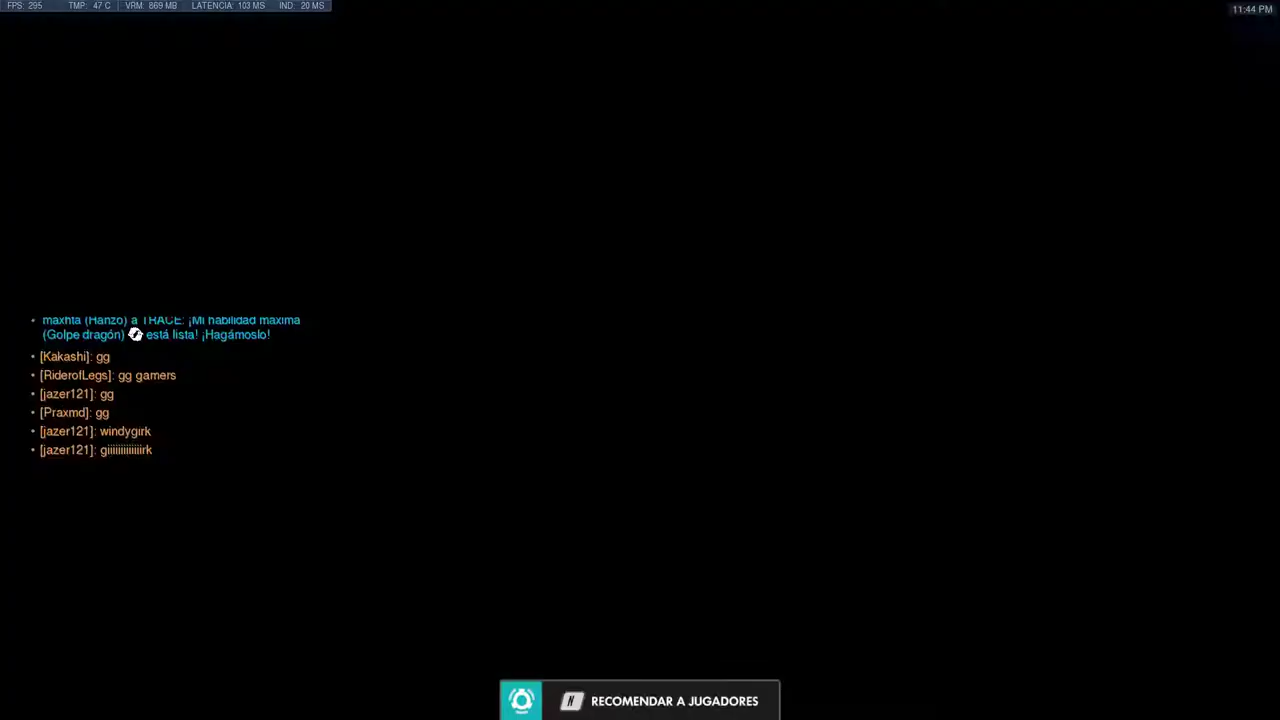 FPS: 295 TMP: 47 C VRM: 869 MB LATENCIA: 103 MS IND: 20 MS
11:44 PM
maxhta (Hanzo) a TRACE: ¡Mi habilidad máxima
(Golpe dragón) está lista! ¡Hagámoslo!
[Kakashi]: gg
[RiderofLegs]: gg gamers
[jazer121]: gg
[Praxmd]: gg
[jazer121]: windygirk
[jazer121]: giiiiiiiiiiiiirk
N RECOMENDAR A JUGADORES